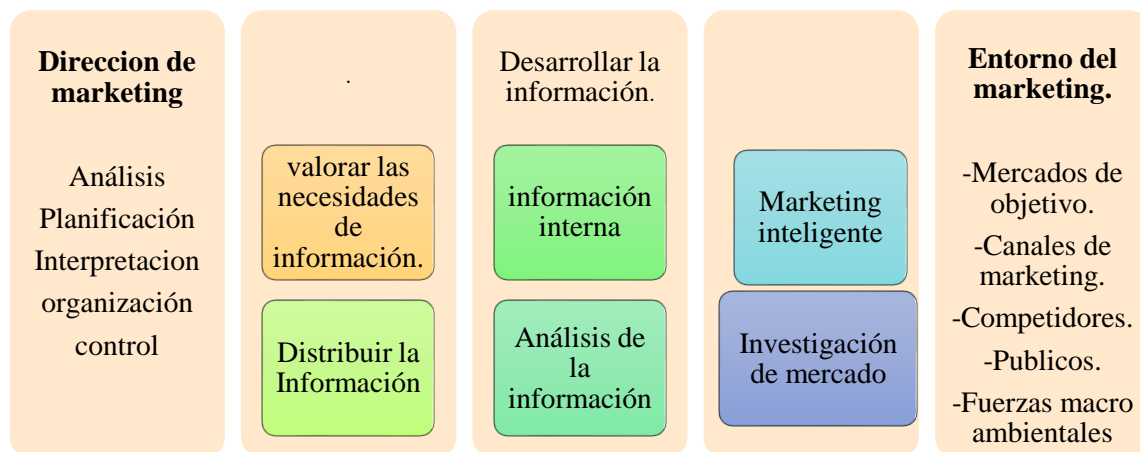 Direccion de
marketing
Análisis
Planificación
Interpretacion
organización
control
.
valorar las
necesidades
de
información.
Distribuir la
Información
Desarrollar la
información.
información
interna
Análisis de
la
información
Marketing
inteligente
Investigación
de mercado
Entorno del
marketing.
-Mercados de
objetivo.
-Canales de
marketing.
-Competidores.
-Publicos.
-Fuerzas macro
ambientales